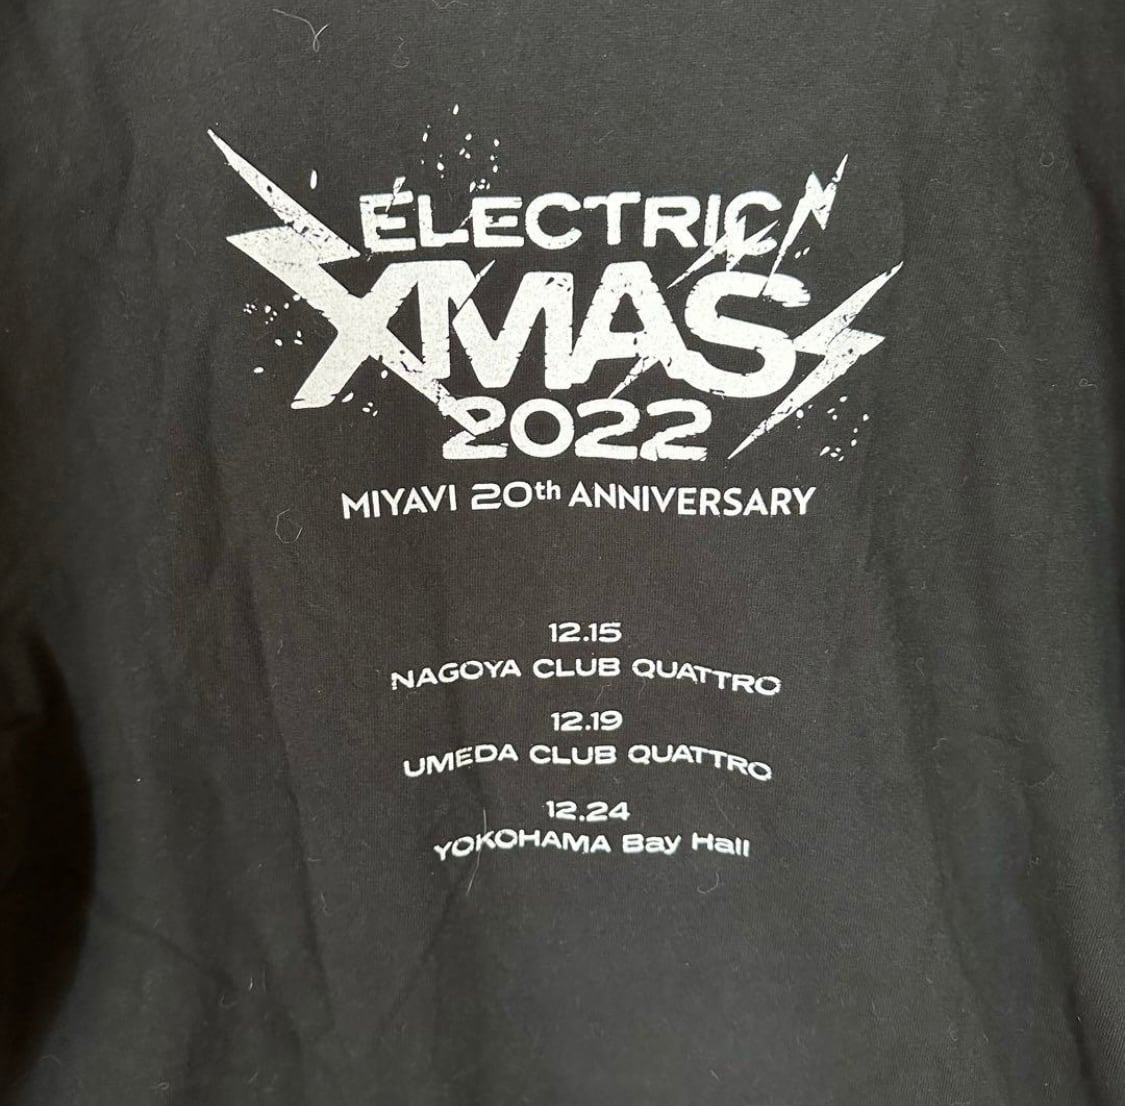 ELECTRIC
XMAS
2022
MIYAVI 20th ANNIVERSARY
12.15
NAGOYA CLUB QUATTRO
12.19
UMEDA CLUB QUATTRO
12.24
YOKOHAMA Bay Hall